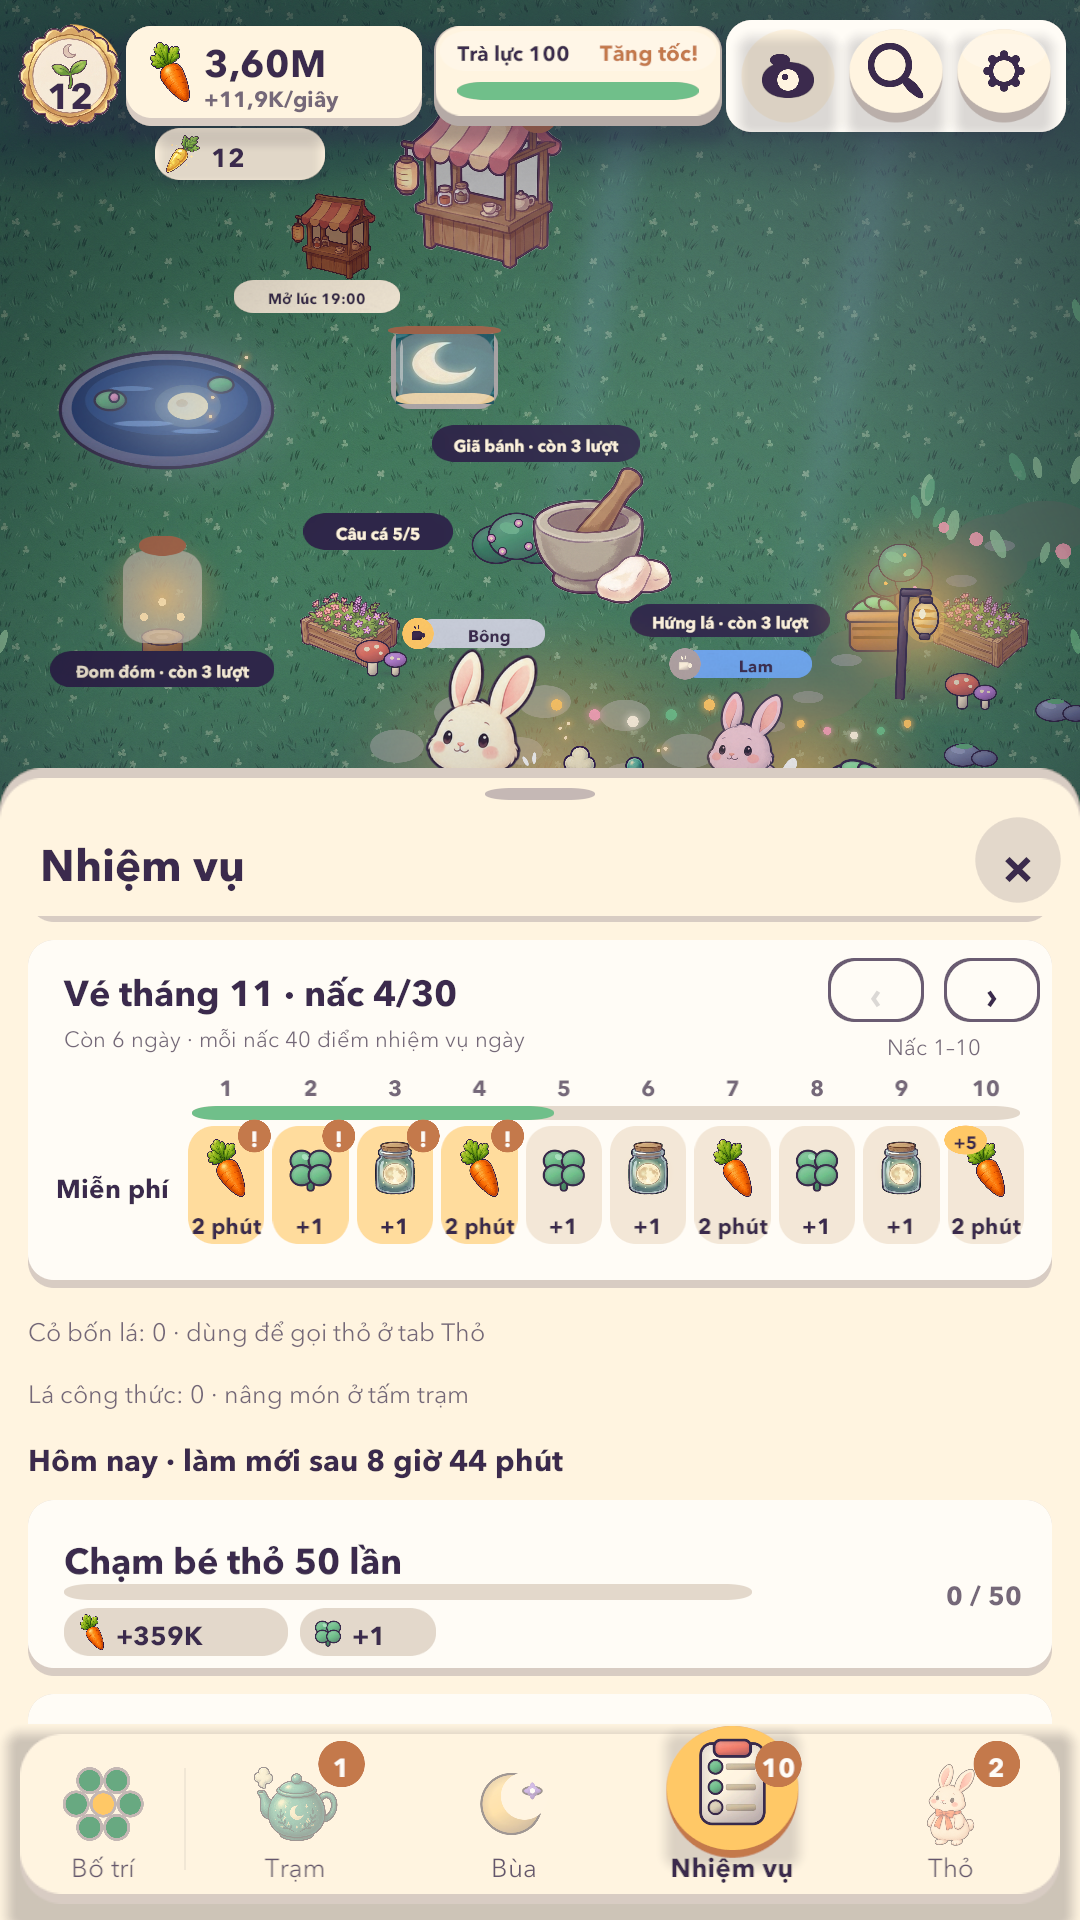 12
3,60M
+11,9K/giây
Trà lực 100 Tăng tốc!
12
Mở lúc 19:00
Giã bánh · còn 3 lượt
Câu cá 5/5
Hứng lá · còn 3 lượt
Bông
Lam
Đom đóm · còn 3 lượt
Nhiệm vụ
×
Vé tháng 11 · nấc 4/30
‹ ›
Còn 6 ngày · mỗi nấc 40 điểm nhiệm vụ ngày
Nấc 1–10
1 2 3 4 5 6 7 8 9 10
! ! ! ! +5
Miễn phí
2 phút +1 +1 2 phút +1 +1 2 phút +1 +1 2 phút
Cỏ bốn lá: 0 · dùng để gọi thỏ ở tab Thỏ
Lá công thức: 0 · nâng món ở tấm trạm
Hôm nay · làm mới sau 8 giờ 44 phút
Chạm bé thỏ 50 lần
0 / 50
+359K +1
1 10 2
Bố trí Trạm Bùa Nhiệm vụ Thỏ